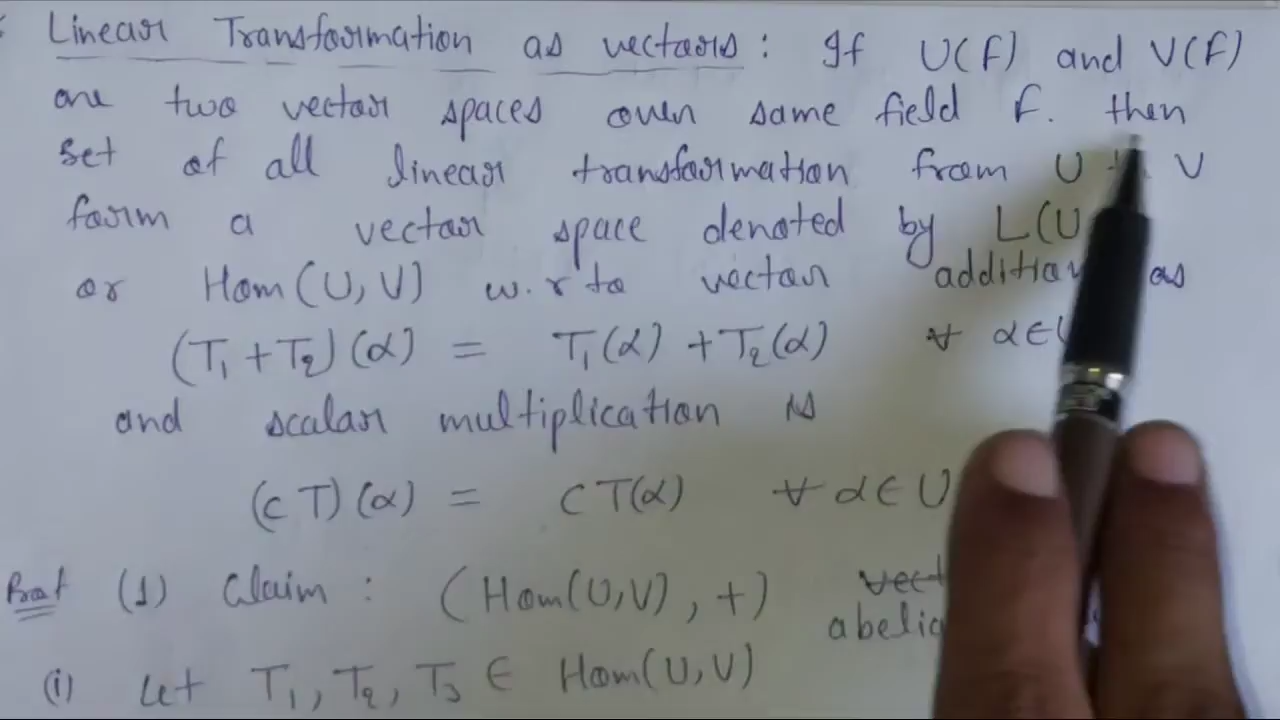 Linear Transformation as vectors : If U(F) and V(F)
are two vector spaces over same field F. then
set of all linear transformation from U V
form a vector space denoted by L(U
or Hom(U,V) w.r to vector addition as
(T₁ + T₂)(α) = T₁(α) + T₂(α) ∀ α ∈
and scalar multiplication is
(cT)(α) = cT(α) ∀ α ∈ U
(1) Claim : (Hom(U,V), +)
(i) Let T₁, T₂, T₃ ∈ Hom(U,V)